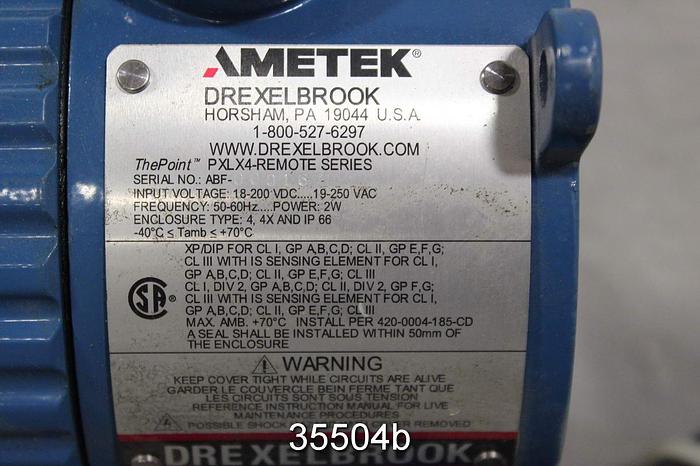 AMETEK®
DREXELBROOK
HORSHAM, PA 19044 U.S.A.
1-800-527-6297
WWW.DREXELBROOK.COM
ThePoint™ PXLX4-REMOTE SERIES
SERIAL NO.: ABF-
INPUT VOLTAGE: 18-200 VDC.....19-250 VAC
FREQUENCY: 50-60Hz.....POWER: 2W
ENCLOSURE TYPE: 4, 4X AND IP 66
-40°C ≤ Tamb ≤ +70°C
XP/DIP FOR CL I, GP A,B,C,D; CL II, GP E,F,G;
CL III WITH IS SENSING ELEMENT FOR CL I,
GP A,B,C,D; CL II, GP E,F,G; CL III
CL I, DIV 2, GP A,B,C,D; CL II, DIV 2, GP F,G;
CL III WITH IS SENSING ELEMENT FOR CL I,
GP A,B,C,D; CL II, GP E,F,G; CL III
MAX. AMB. +70°C INSTALL PER 420-0004-185-CD
A SEAL SHALL BE INSTALLED WITHIN 50mm OF
THE ENCLOSURE
SA®
WARNING
KEEP COVER TIGHT WHILE CIRCUITS ARE ALIVE
GARDER LE COUVERCLE BEIN FERME TANT QUE
LES CIRCUITS SONT SOUS TENSION
REFERENCE INSTRUCTION MANUAL FOR LIVE
MAINTENANCE PROCEDURES
POSSIBLE SHOCK REMOVED
35504b
DREXELBROOK